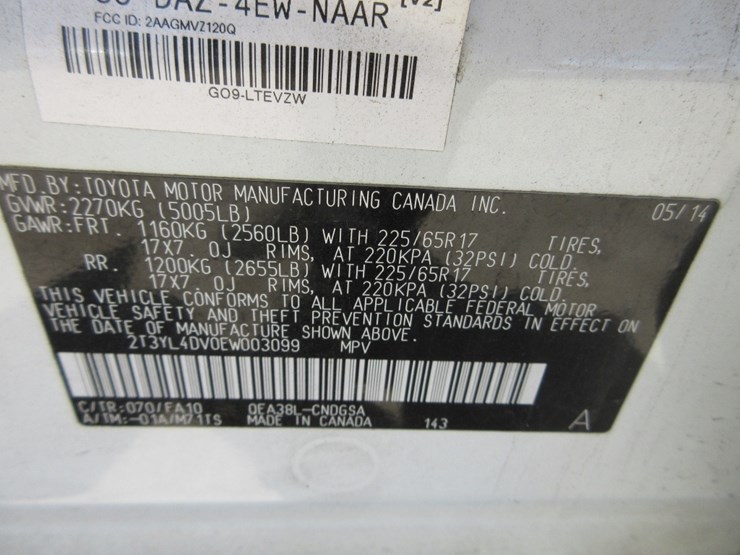 DAZ-4EW-NAAR [V2]
FCC ID: 2AAGMVZ120Q
GO9-LTEVZW
MFD. BY: TOYOTA MOTOR MANUFACTURING CANADA INC. 05/14
GVWR: 2270KG (5005LB)
GAWR: FRT. 1160KG (2560LB) WITH 225/65R17 TIRES,
17X7. 0J RIMS, AT 220KPA (32PSI) COLD.
RR. 1200KG (2655LB) WITH 225/65R17 TIRES,
17X7. 0J RIMS, AT 220KPA (32PSI) COLD.
THIS VEHICLE CONFORMS TO ALL APPLICABLE FEDERAL MOTOR
VEHICLE SAFETY AND THEFT PREVENTION STANDARDS IN EFFECT ON
THE DATE OF MANUFACTURE SHOWN ABOVE.
2T3YL4DV0EW003099 MPV
C/TR: 070/FA10 QEA38L-CNDGSA
A/TM: -01A/M71TS MADE IN CANADA 143 A